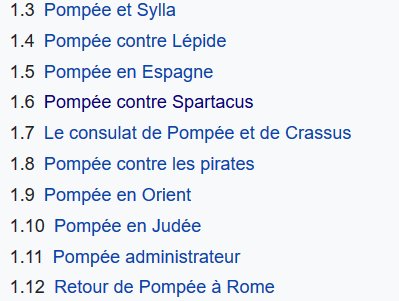 1.3 Pompée et Sylla
1.4 Pompée contre Lépide
1.5 Pompée en Espagne
1.6 Pompée contre Spartacus
1.7 Le consulat de Pompée et de Crassus
1.8 Pompée contre les pirates
1.9 Pompée en Orient
1.10 Pompée en Judée
1.11 Pompée administrateur
1.12 Retour de Pompée à Rome